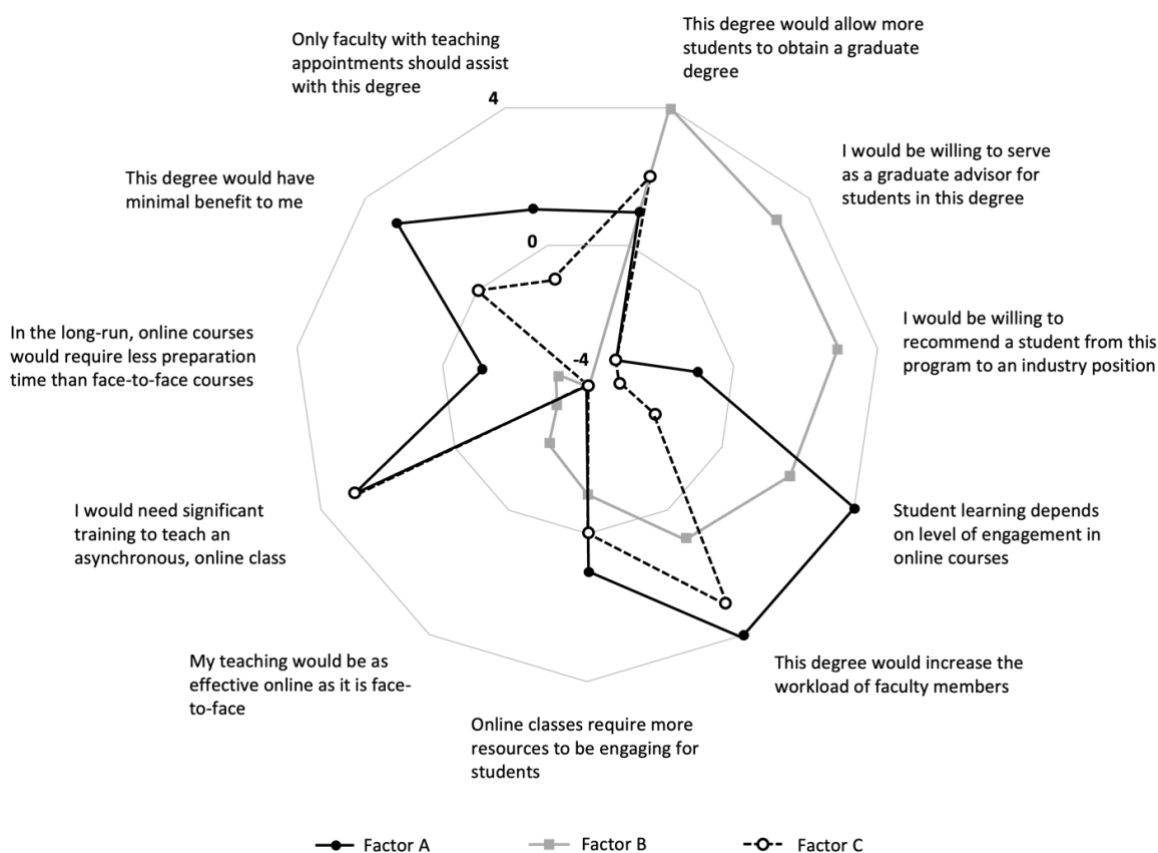 This degree would allow more
students to obtain a graduate
degree
Only faculty with teaching
appointments should assist
with this degree
4
I would be willing to serve
as a graduate advisor for
students in this degree
This degree would have
minimal benefit to me
0
I would be willing to
recommend a student from this
program to an industry position
In the long-run, online courses
would require less preparation
time than face-to-face courses
-4
I would need significant
training to teach an
asynchronous, online class
Student learning depends
on level of engagement in
online courses
My teaching would be as
effective online as it is face-
to-face
This degree would increase the
workload of faculty members
Online classes require more
resources to be engaging for
students
Factor A Factor B Factor C